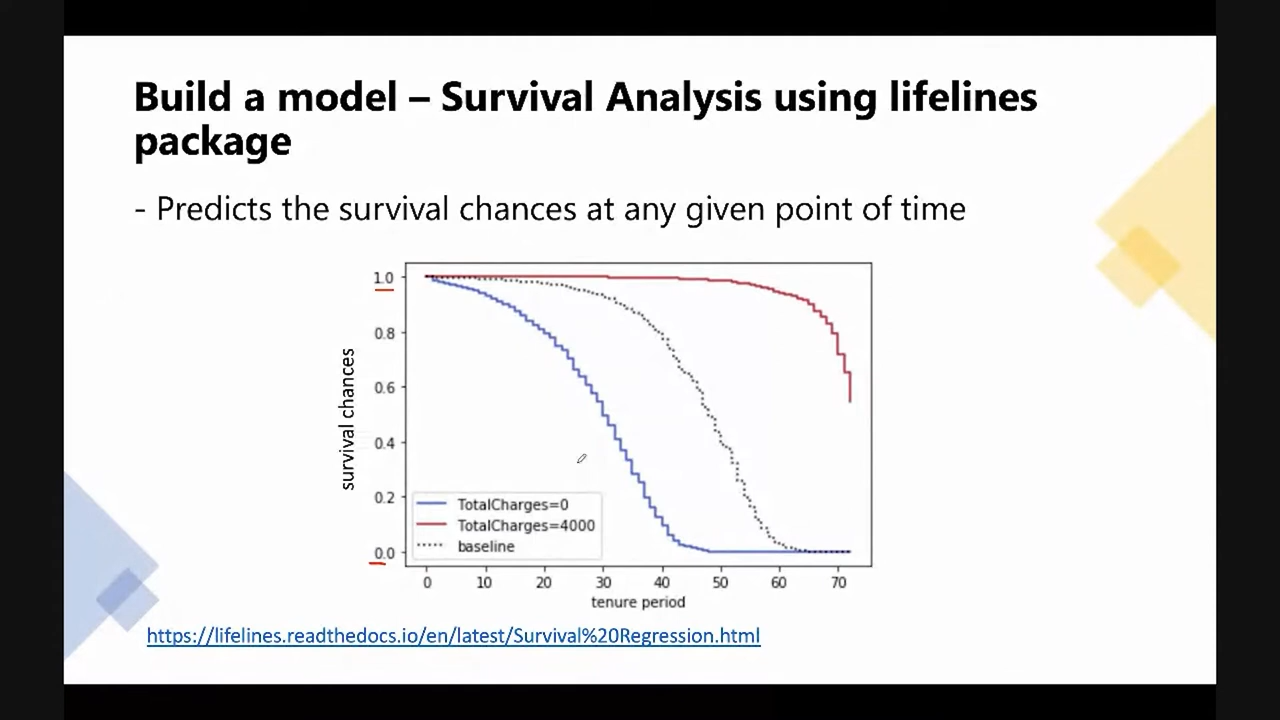 Build a model – Survival Analysis using lifelines
package
- Predicts the survival chances at any given point of time
survival chances
1.0
0.8
0.6
0.4
0.2
0.0
TotalCharges=0
TotalCharges=4000
baseline
0 10 20 30 40 50 60 70
tenure period
https://lifelines.readthedocs.io/en/latest/Survival%20Regression.html